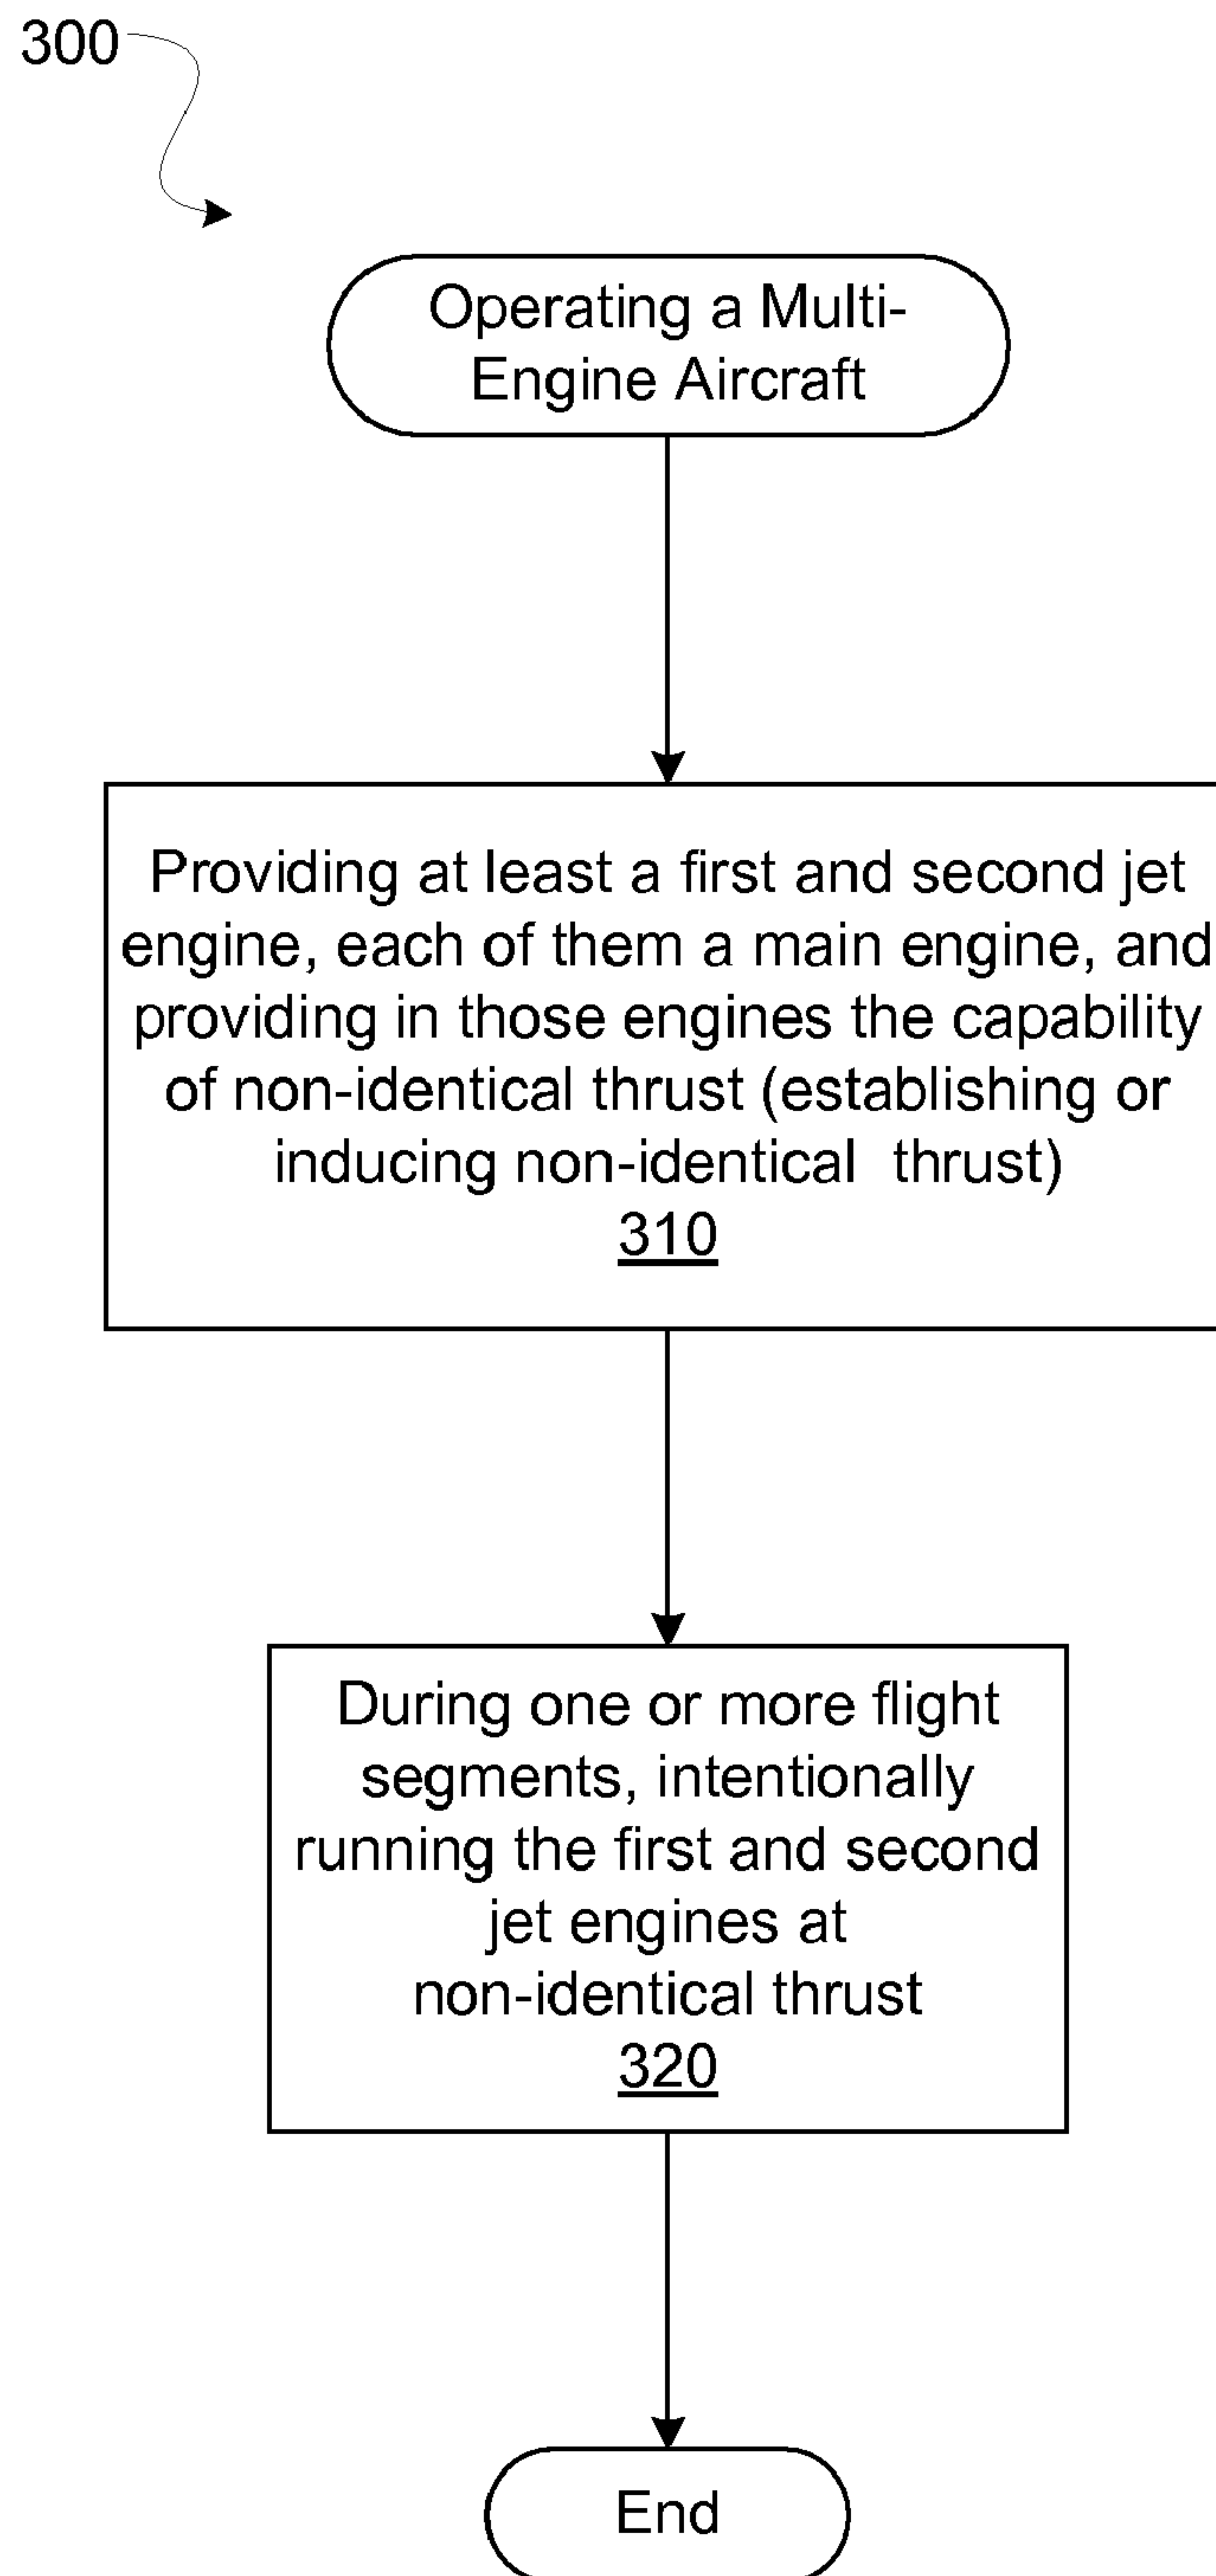 300
Operating a Multi-
Engine Aircraft
Providing at least a first and second jet
engine, each of them a main engine, and
providing in those engines the capability
of non-identical thrust (establishing or
inducing non-identical  thrust)
310
During one or more flight
segments, intentionally
running the first and second
jet engines at
non-identical thrust
320
End